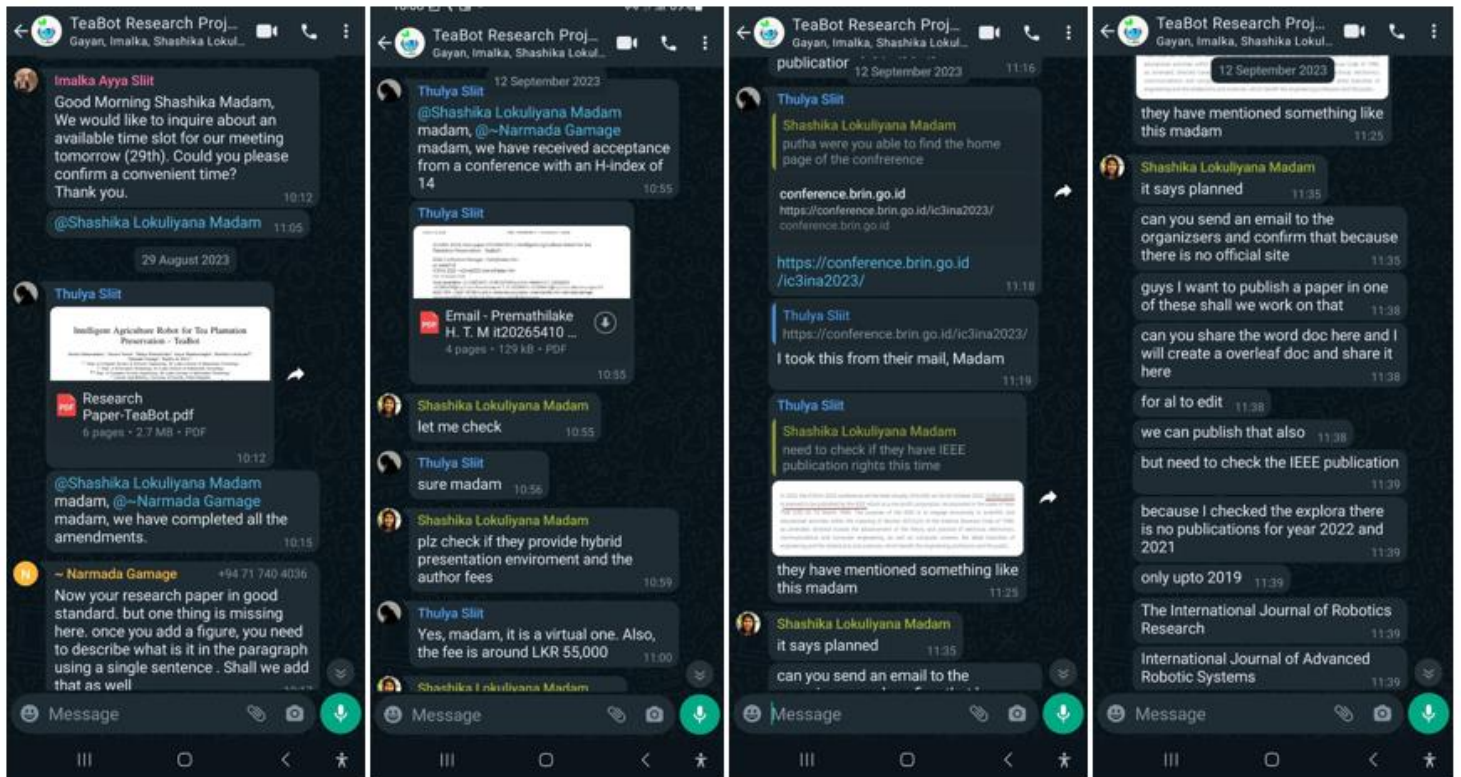 TeaBot Research Proj...
Gayan, Imalka, Shashika Lokul...
Imalka Ayya Sliit
Good Morning Shashika Madam,
We would like to inquire about an
available time slot for our meeting
tomorrow (29th). Could you please
confirm a convenient time?
Thank you.
10:12
@Shashika Lokuliyana Madam 11:05
29 August 2023
Thulya Sliit
Intelligent Agriculture Robot for Tea Plantation
Preservation - TeaBot
PDF
Research
Paper-TeaBot.pdf
6 pages • 2.7 MB • PDF
10:12
@Shashika Lokuliyana Madam
madam, @~Narmada Gamage
madam, we have completed all the
amendments.
10:15
N
~ Narmada Gamage +94 71 740 4036
Now your research paper in good
standard. but one thing is missing
here. once you add a figure, you need
to describe what is it in the paragraph
using a single sentence . Shall we add
that as well
Message
TeaBot Research Proj...
Gayan, Imalka, Shashika Lokul...
12 September 2023
Thulya Sliit
@Shashika Lokuliyana Madam
madam, @~Narmada Gamage
madam, we have received acceptance
from a conference with an H-index of
14
10:55
Thulya Sliit
PDF
Email - Premathilake
H. T. M it20265410 ...
4 pages • 129 kB • PDF
10:55
Shashika Lokuliyana Madam
let me check 10:55
Thulya Sliit
sure madam 10:56
Shashika Lokuliyana Madam
plz check if they provide hybrid
presentation enviroment and the
author fees
10:59
Thulya Sliit
Yes, madam, it is a virtual one. Also,
the fee is around LKR 55,000
11:00
Shashika Lokuliyana Madam
Message
TeaBot Research Proj...
Gayan, Imalka, Shashika Lokul...
publication
11:16
12 September 2023
Thulya Sliit
Shashika Lokuliyana Madam
putha were you able to find the home
page of the confrerence
conference.brin.go.id
https://conference.brin.go.id/ic3ina2023/
conference.brin.go.id
https://conference.brin.go.id
/ic3ina2023/
11:18
Thulya Sliit
https://conference.brin.go.id/ic3ina2023/
I took this from their mail, Madam
11:19
Thulya Sliit
Shashika Lokuliyana Madam
need to check if they have IEEE
publication rights this time
they have mentioned something like
this madam
11:25
Shashika Lokuliyana Madam
it says planned
11:35
can you send an email to the
Message
TeaBot Research Proj...
Gayan, Imalka, Shashika Lokul...
12 September 2023
they have mentioned something like
this madam
11:25
Shashika Lokuliyana Madam
it says planned 11:35
can you send an email to the
organizsers and confirm that because
there is no official site
11:35
guys I want to publish a paper in one
of these shall we work on that
11:38
can you share the word doc here and I
will create a overleaf doc and share it
here
11:38
for al to edit 11:38
we can publish that also 11:38
but need to check the IEEE publication
11:39
because I checked the explora there
is no publications for year 2022 and
2021
11:39
only upto 2019 11:39
The International Journal of Robotics
Research
11:39
International Journal of Advanced
Robotic Systems
11:39
Message